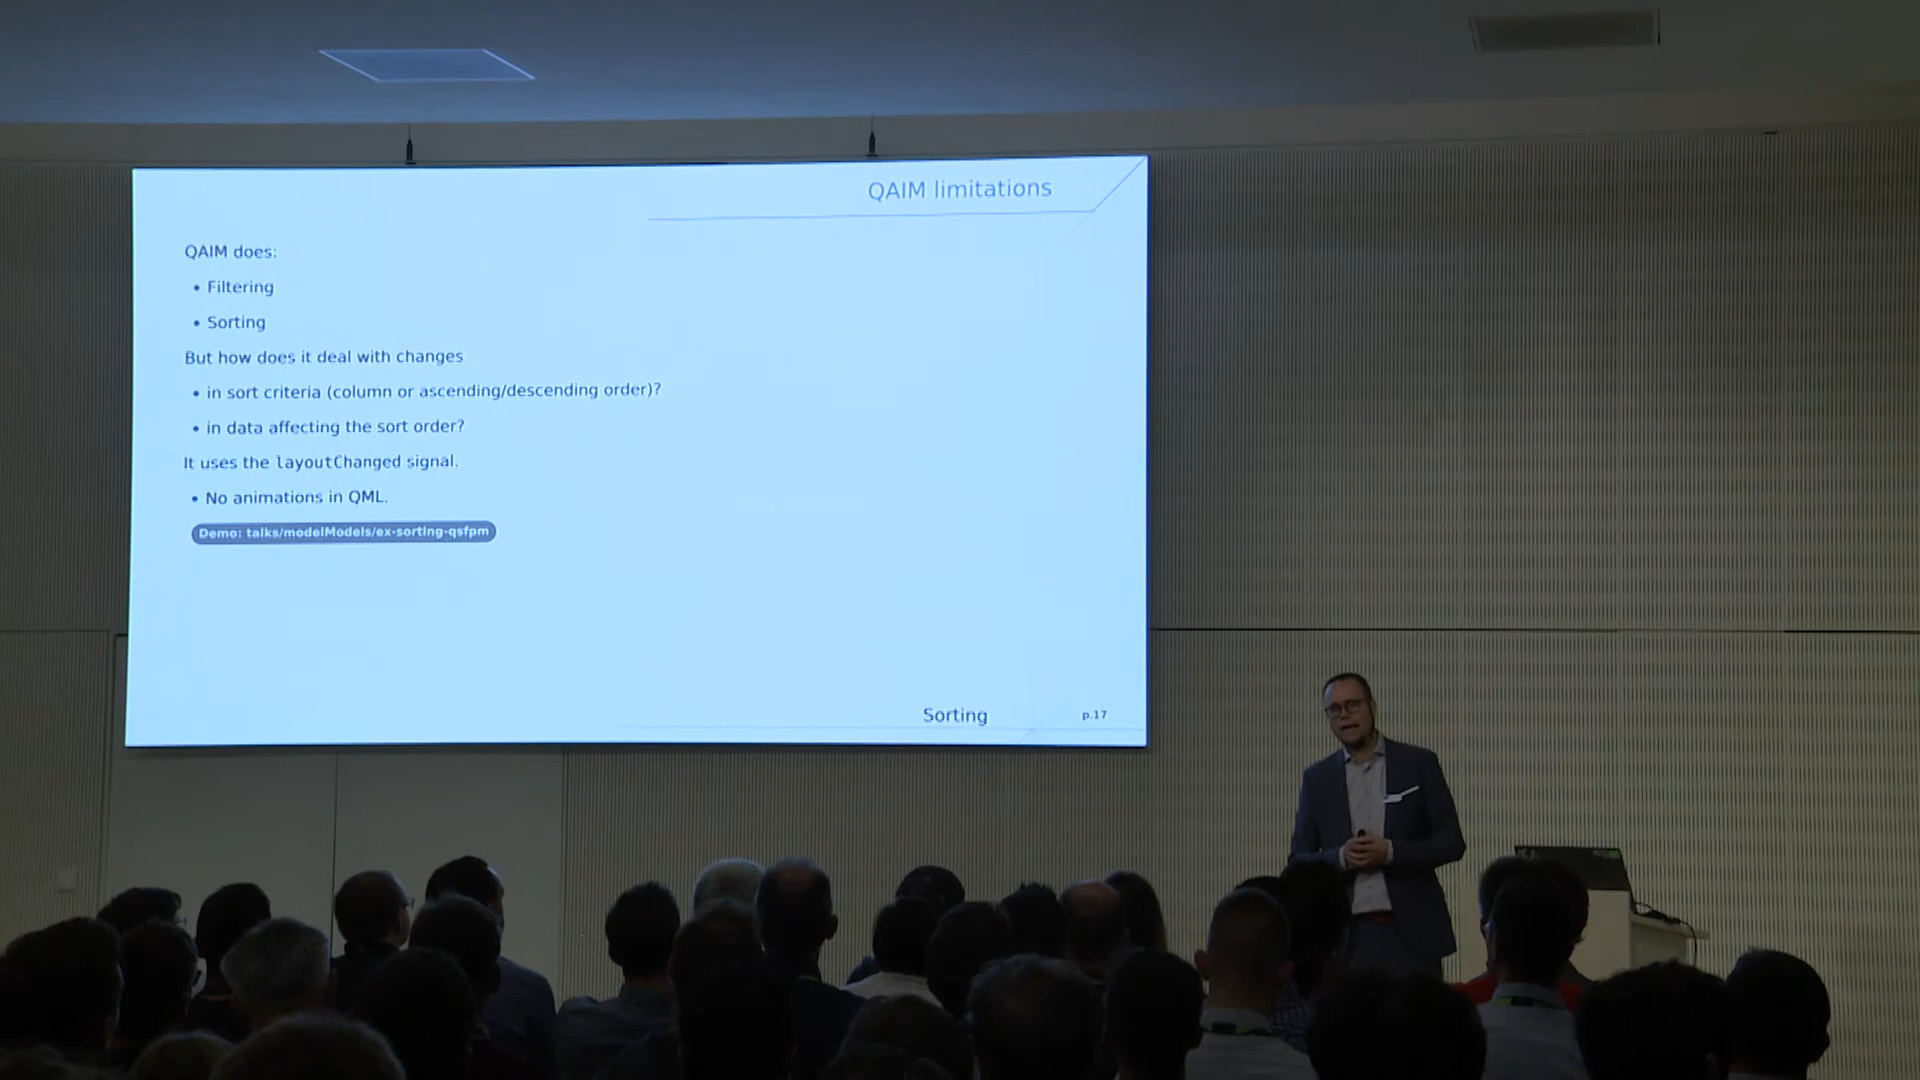 QAIM limitations
QAIM does:
• Filtering
• Sorting
But how does it deal with changes
• in sort criteria (column or ascending/descending order)?
• in data affecting the sort order?
It uses the layoutChanged signal.
• No animations in QML.
Demo: talks/modelModels/ex-sorting-qsfpm
Sorting
p.17